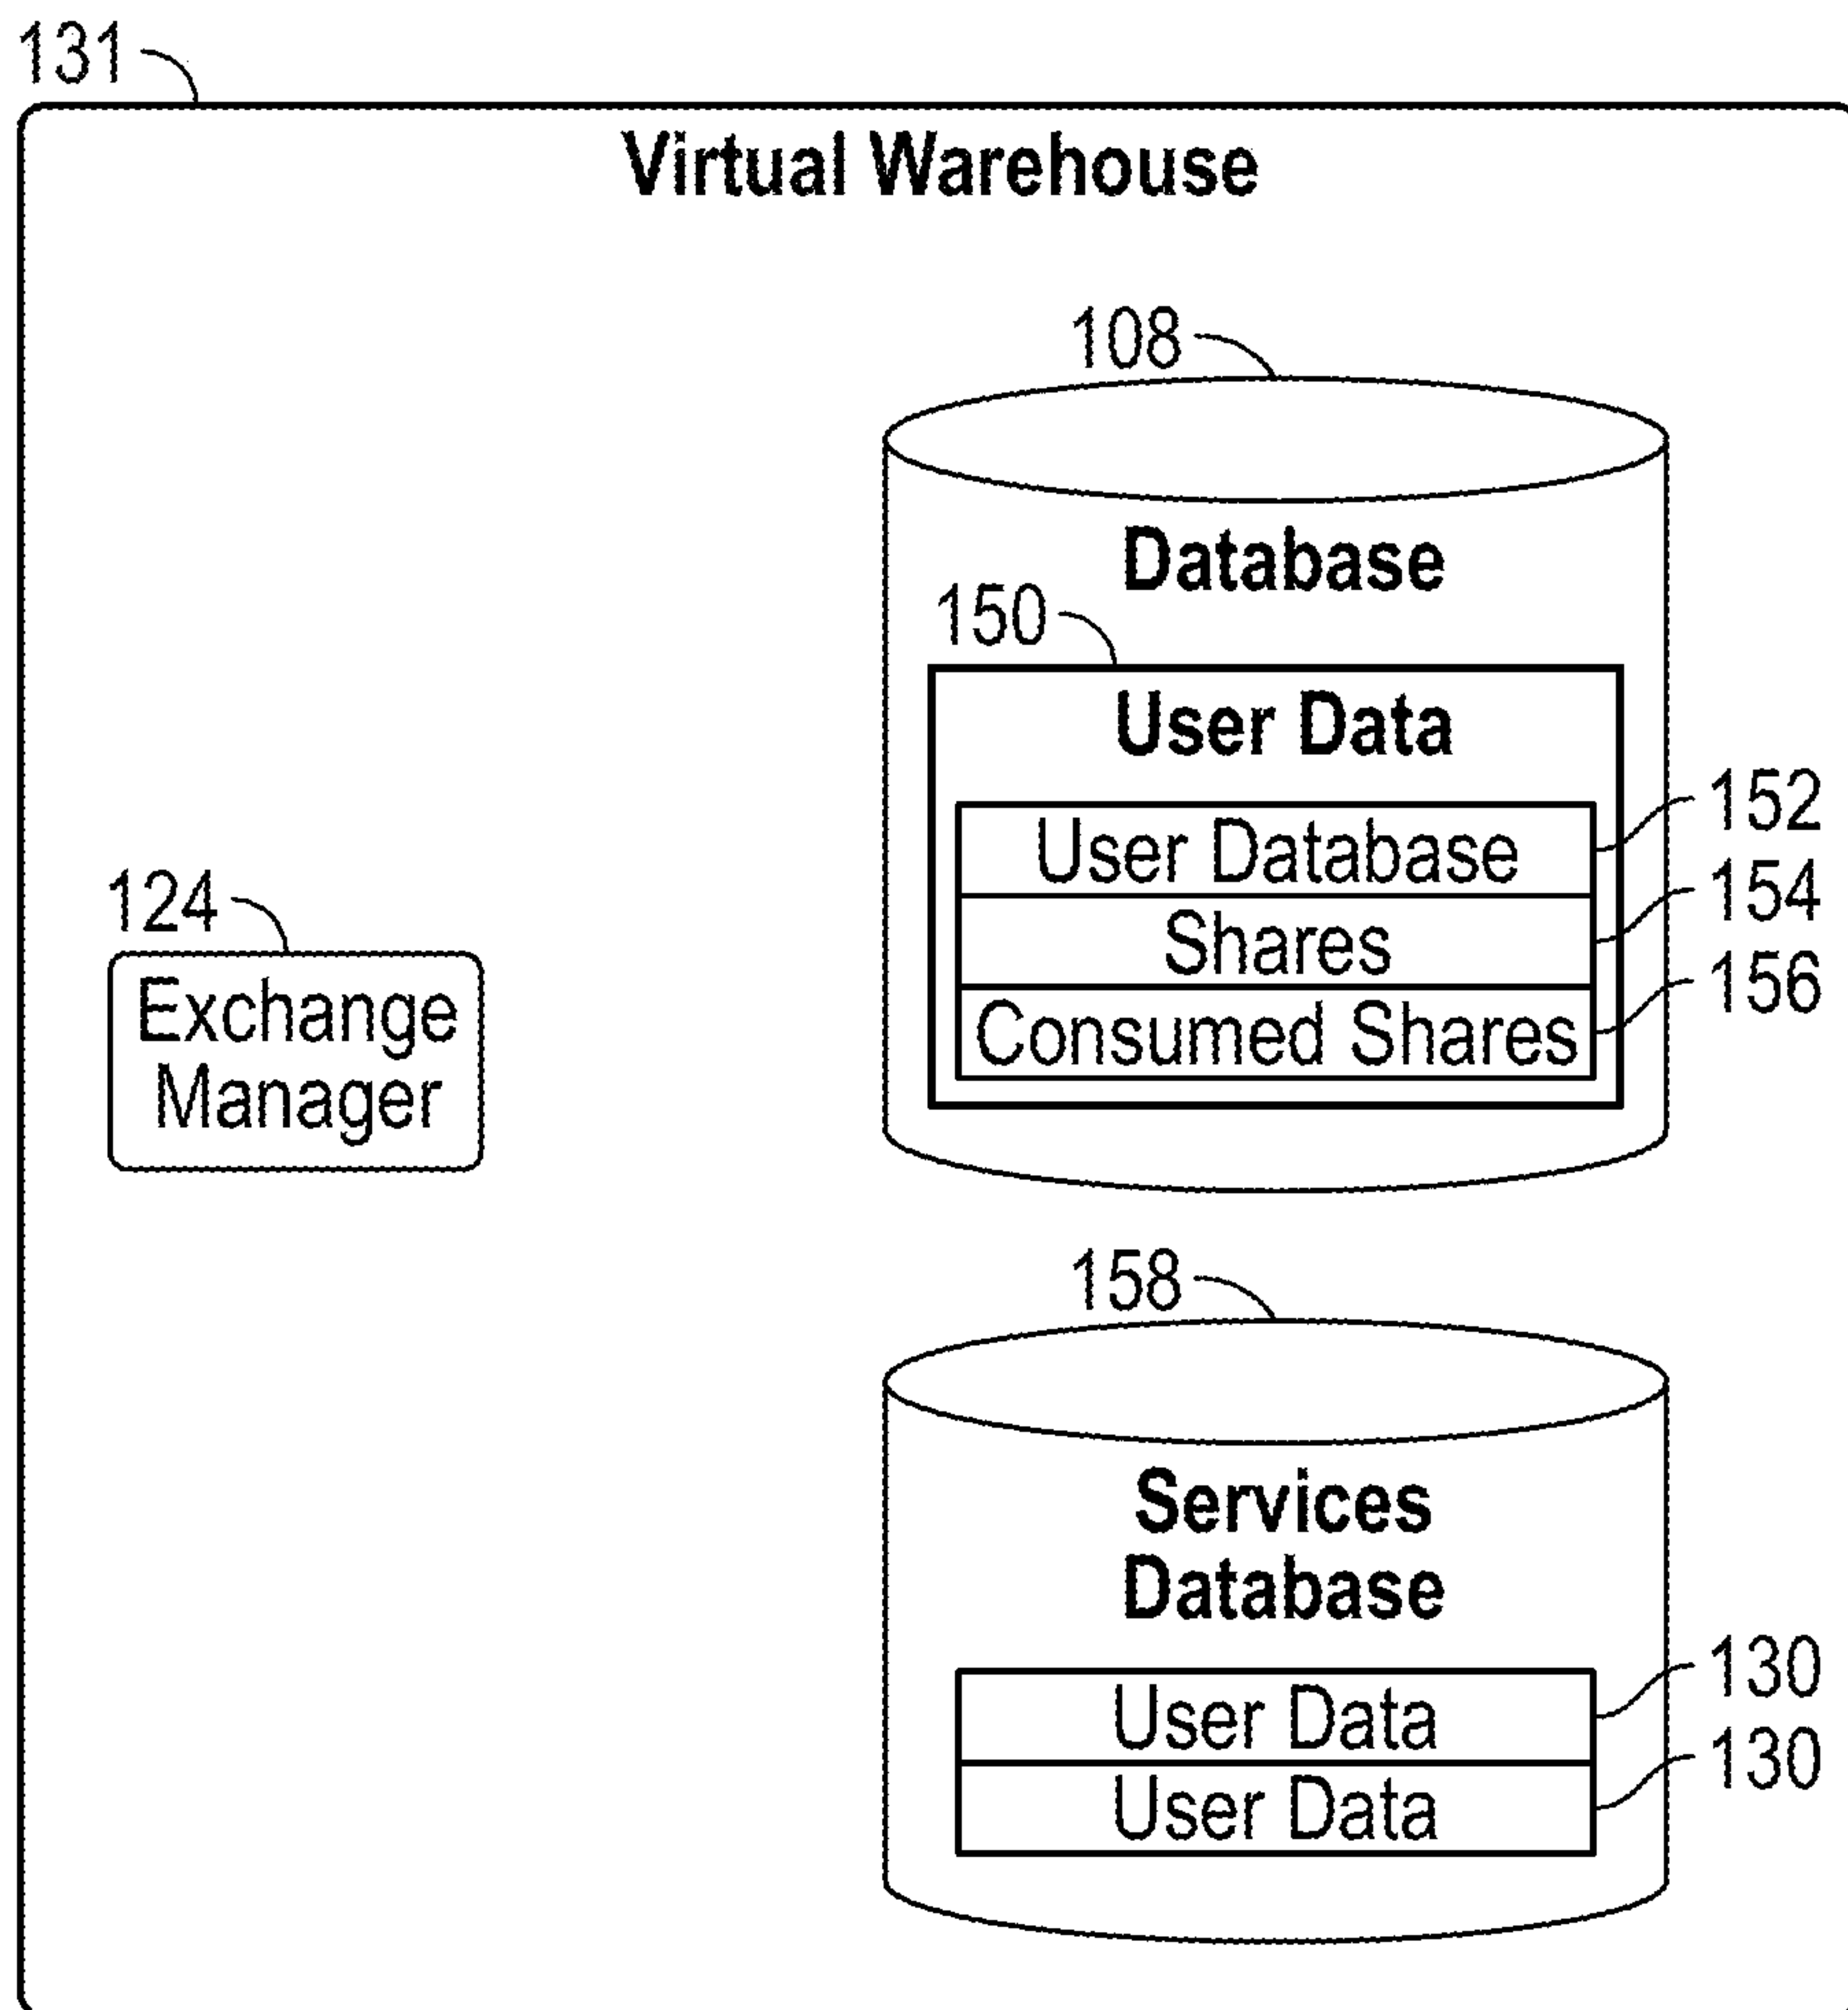 131
Virtual Warehouse
108
Database
150
User Data
152
User Database
154
Shares
156
Consumed Shares
124
Exchange
Manager
158
Services
Database
130
User Data
130
User Data